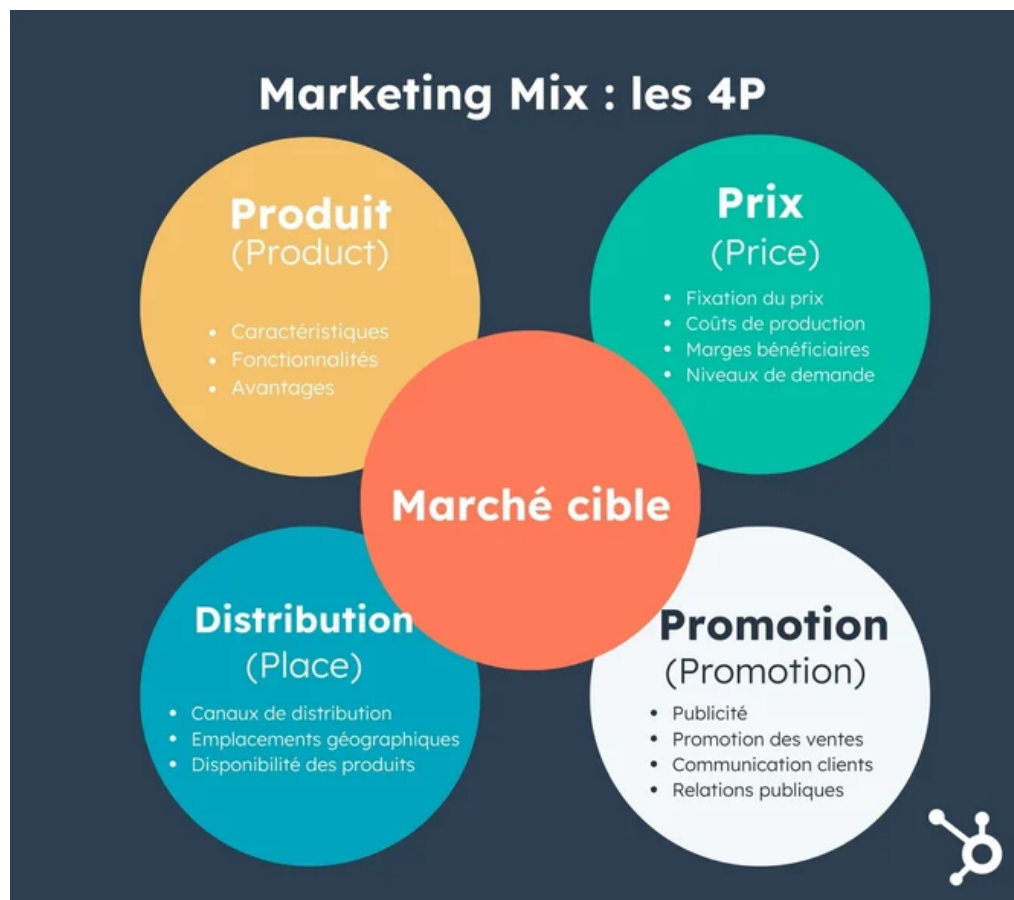 Marketing Mix : les 4P
Produit
(Product)
• Caractéristiques
• Fonctionnalités
• Avantages
Prix
(Price)
• Fixation du prix
• Coûts de production
• Marges bénéficiaires
• Niveaux de demande
Marché cible
Distribution
(Place)
• Canaux de distribution
• Emplacements géographiques
• Disponibilité des produits
Promotion
(Promotion)
• Publicité
• Promotion des ventes
• Communication clients
• Relations publiques